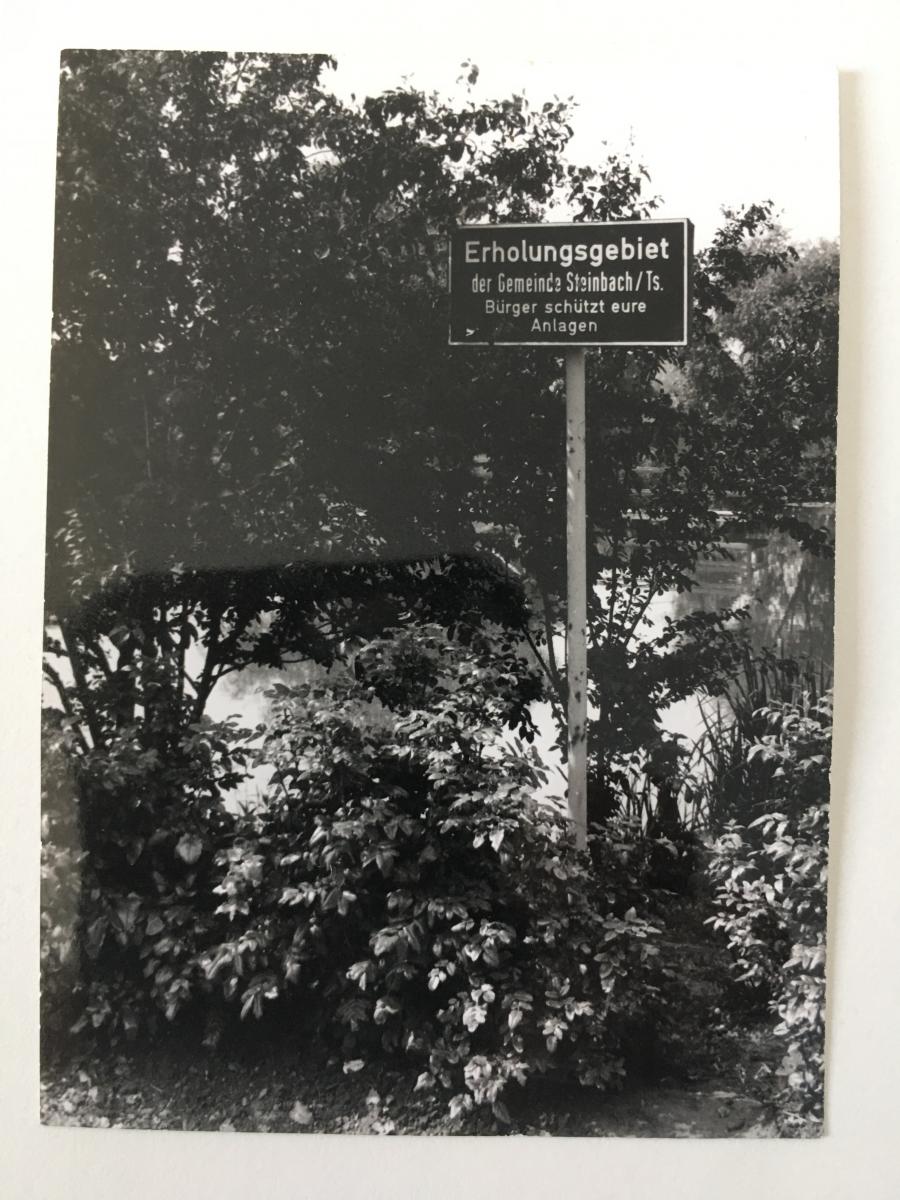 Erholungsgebiet
der Gemeinde Steinbach/Ts.
Bürger schützt eure
Anlagen